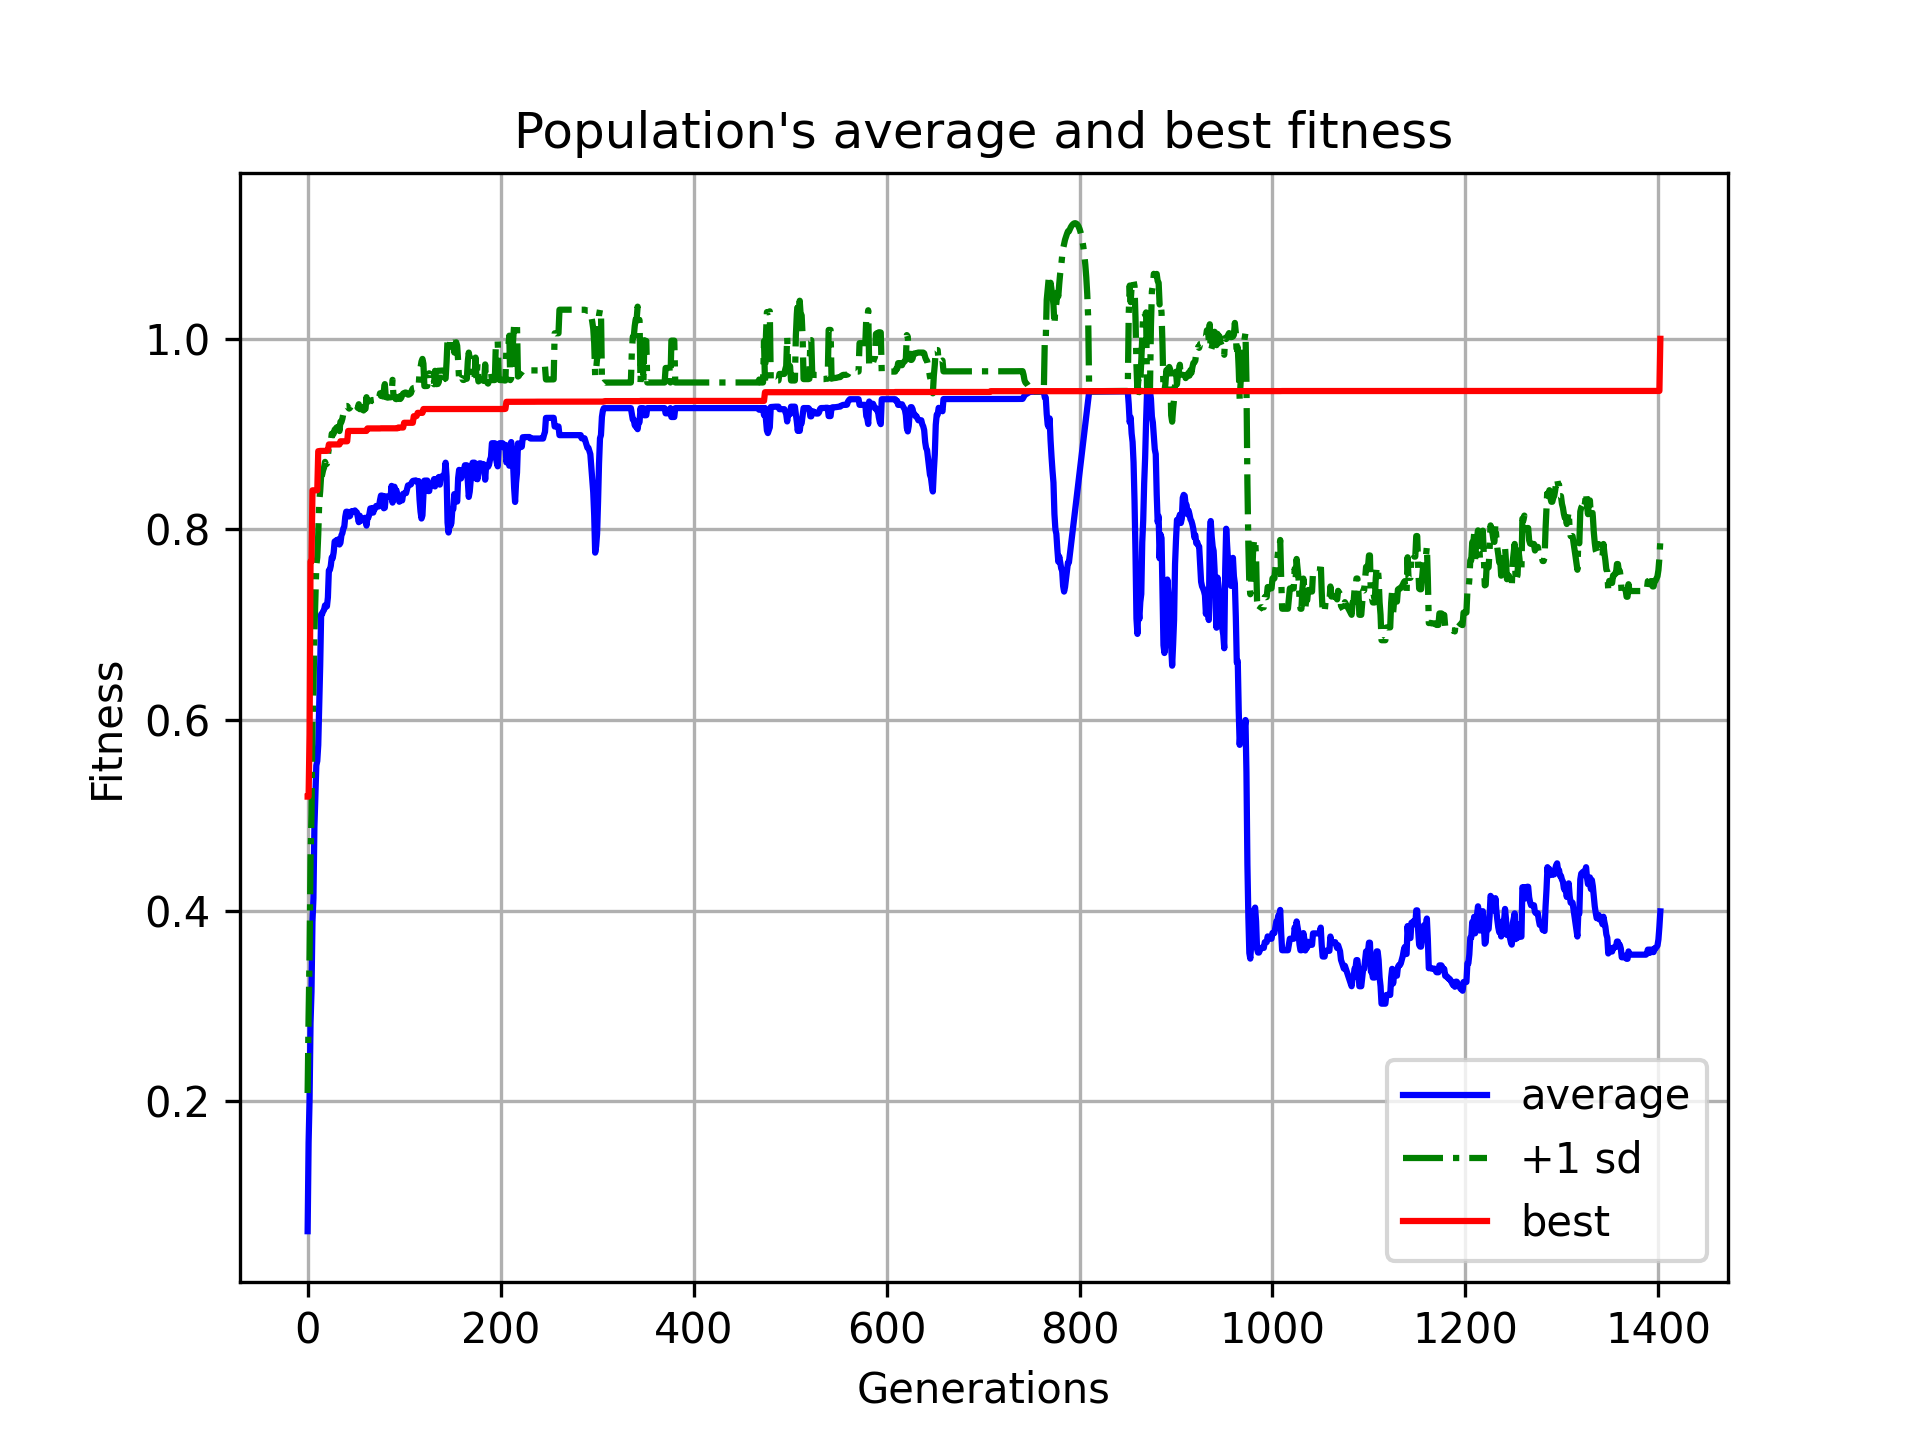 Population's average and best fitness
1.0
0.8
0.6
0.4
0.2
Fitness
average
+1 sd
best
0 200 400 600 800 1000 1200 1400
Generations